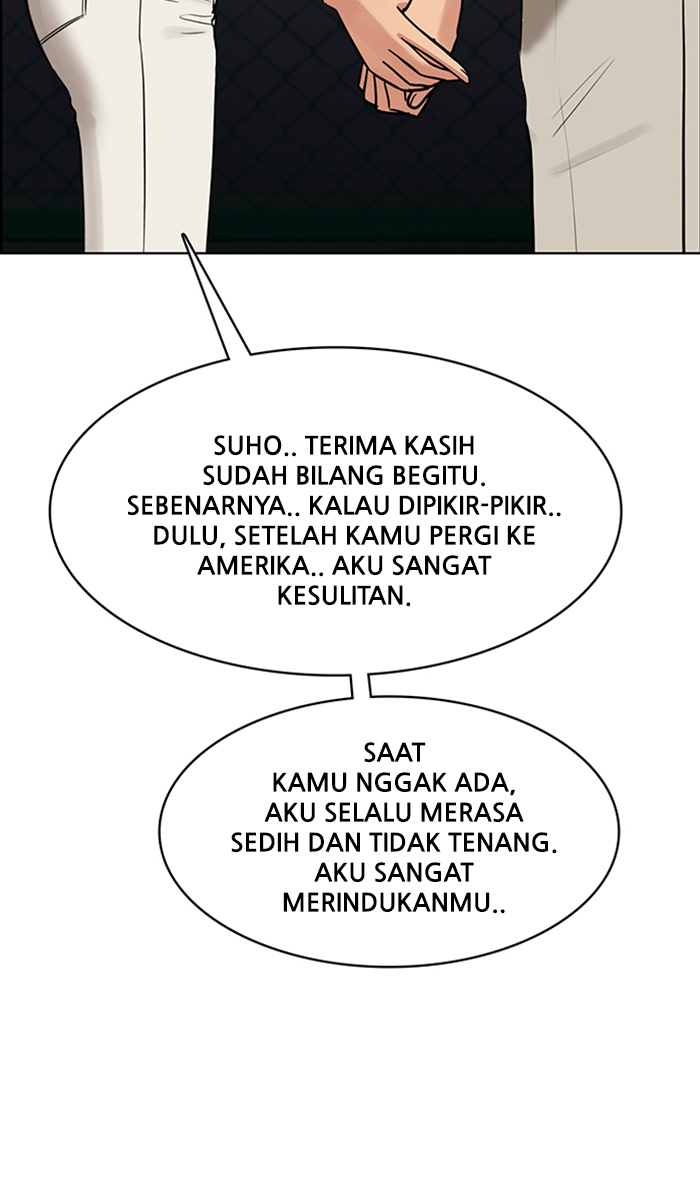 SUHO.. TERIMA KASIH
SUDAH BILANG BEGITU.
SEBENARNYA.. KALAU DIPIKIR-PIKIR..
DULU, SETELAH KAMU PERGI KE
AMERIKA.. AKU SANGAT
KESULITAN.
SAAT
KAMU NGGAK ADA,
AKU SELALU MERASA
SEDIH DAN TIDAK TENANG.
AKU SANGAT
MERINDUKANMU..